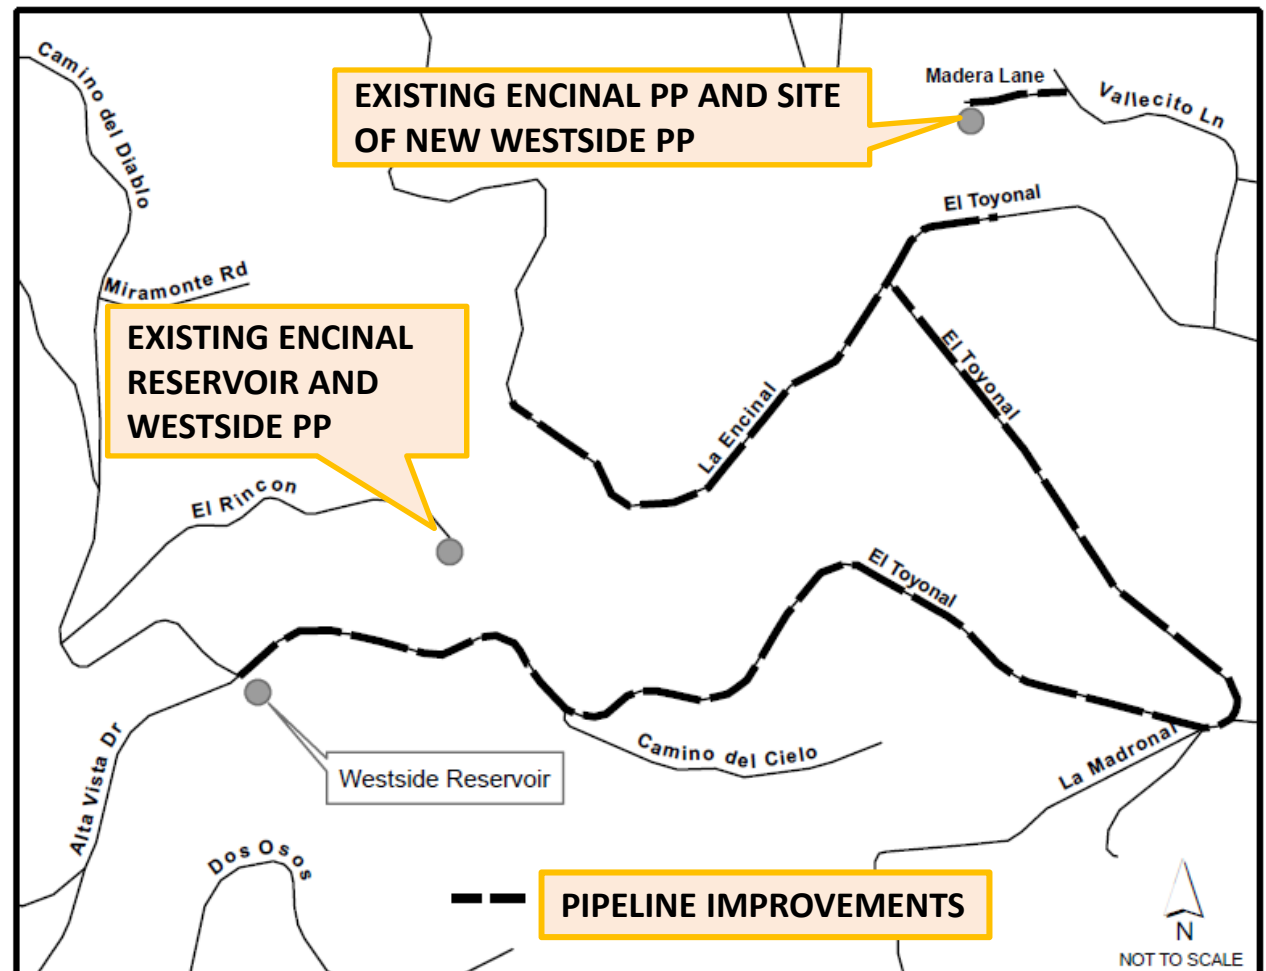 Camino del Diablo
Madera Lane
Vallecito Ln
EXISTING ENCINAL PP AND SITE
OF NEW WESTSIDE PP
El Toyonal
Miramonte Rd
EXISTING ENCINAL
RESERVOIR AND
WESTSIDE PP
El Toyonal
La Encinal
El Rincon
El Toyonal
Camino del Cielo
La Madronal
Westside Reservoir
Alta Vista Dr
Dos Osos
PIPELINE IMPROVEMENTS
N
NOT TO SCALE